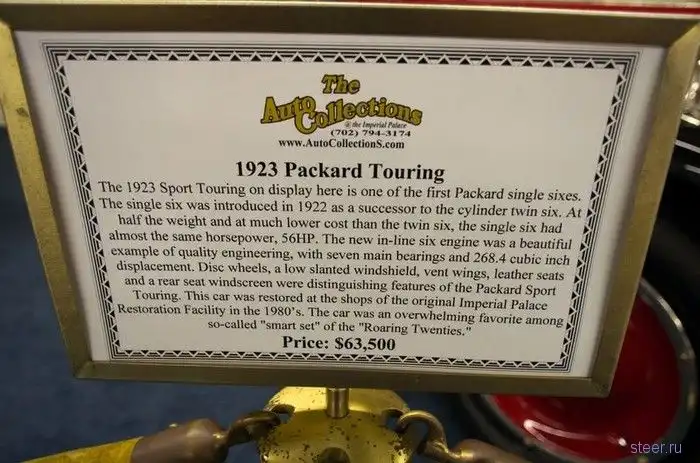 The
Auto Collections
@ the Imperial Palace
(702) 794-3174
www.AutoCollectionS.com
1923 Packard Touring
The 1923 Sport Touring on display here is one of the first Packard single sixes.
The single six was introduced in 1922 as a successor to the cylinder twin six. At
half the weight and at much lower cost than the twin six, the single six had
almost the same horsepower, 56HP. The new in-line six engine was a beautiful
example of quality engineering, with seven main bearings and 268.4 cubic inch
displacement. Disc wheels, a low slanted windshield, vent wings, leather seats
and a rear seat windscreen were distinguishing features of the Packard Sport
Touring. This car was restored at the shops of the original Imperial Palace
Restoration Facility in the 1980's. The car was an overwhelming favorite among
so-called "smart set" of the "Roaring Twenties."
Price: $63,500
steer.ru